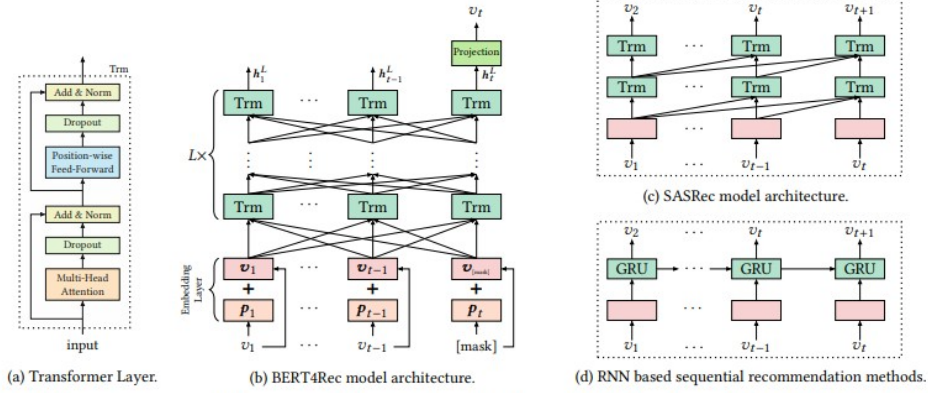 Trm
Add & Norm
Dropout
Position-wise
Feed-Forward
Add & Norm
Dropout
Multi-Head
Attention
input
(a) Transformer Layer.
v_t
Projection
h_1^L h_{t-1}^L h_t^L
Trm ... Trm Trm
L×
Trm ... Trm Trm
Embedding
Layer
v_1 ... v_{t-1} v_[mask]
+ + +
p_1 ... p_{t-1} p_t
v_1 ... v_{t-1} [mask]
(b) BERT4Rec model architecture.
v_2 ... v_t v_{t+1}
Trm ... Trm Trm
Trm ... Trm Trm
v_1 ... v_{t-1} v_t
(c) SASRec model architecture.
v_2 v_t v_{t+1}
GRU ... GRU GRU
v_1 ... v_{t-1} v_t
(d) RNN based sequential recommendation methods.